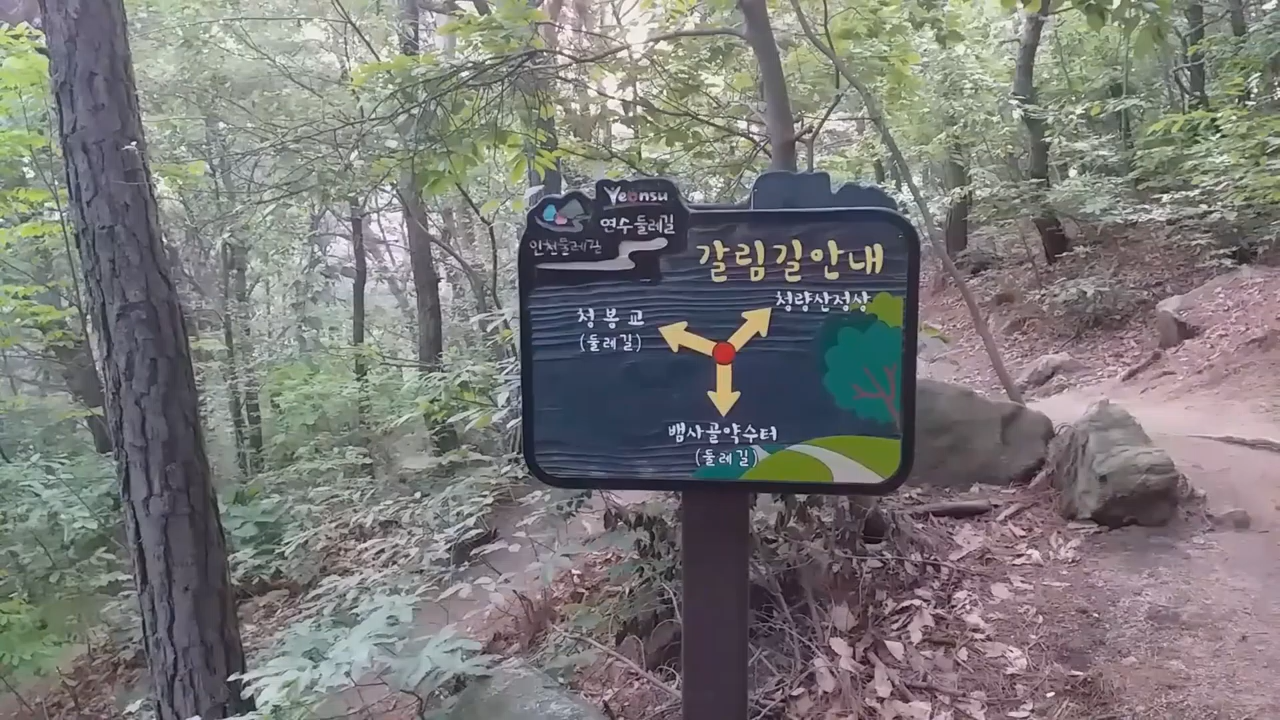 Yeonsu
연수둘레길
인천둘레길
갈림길안내
청량산정상
청봉교
(둘레길)
뱀사골약수터
(둘레길)